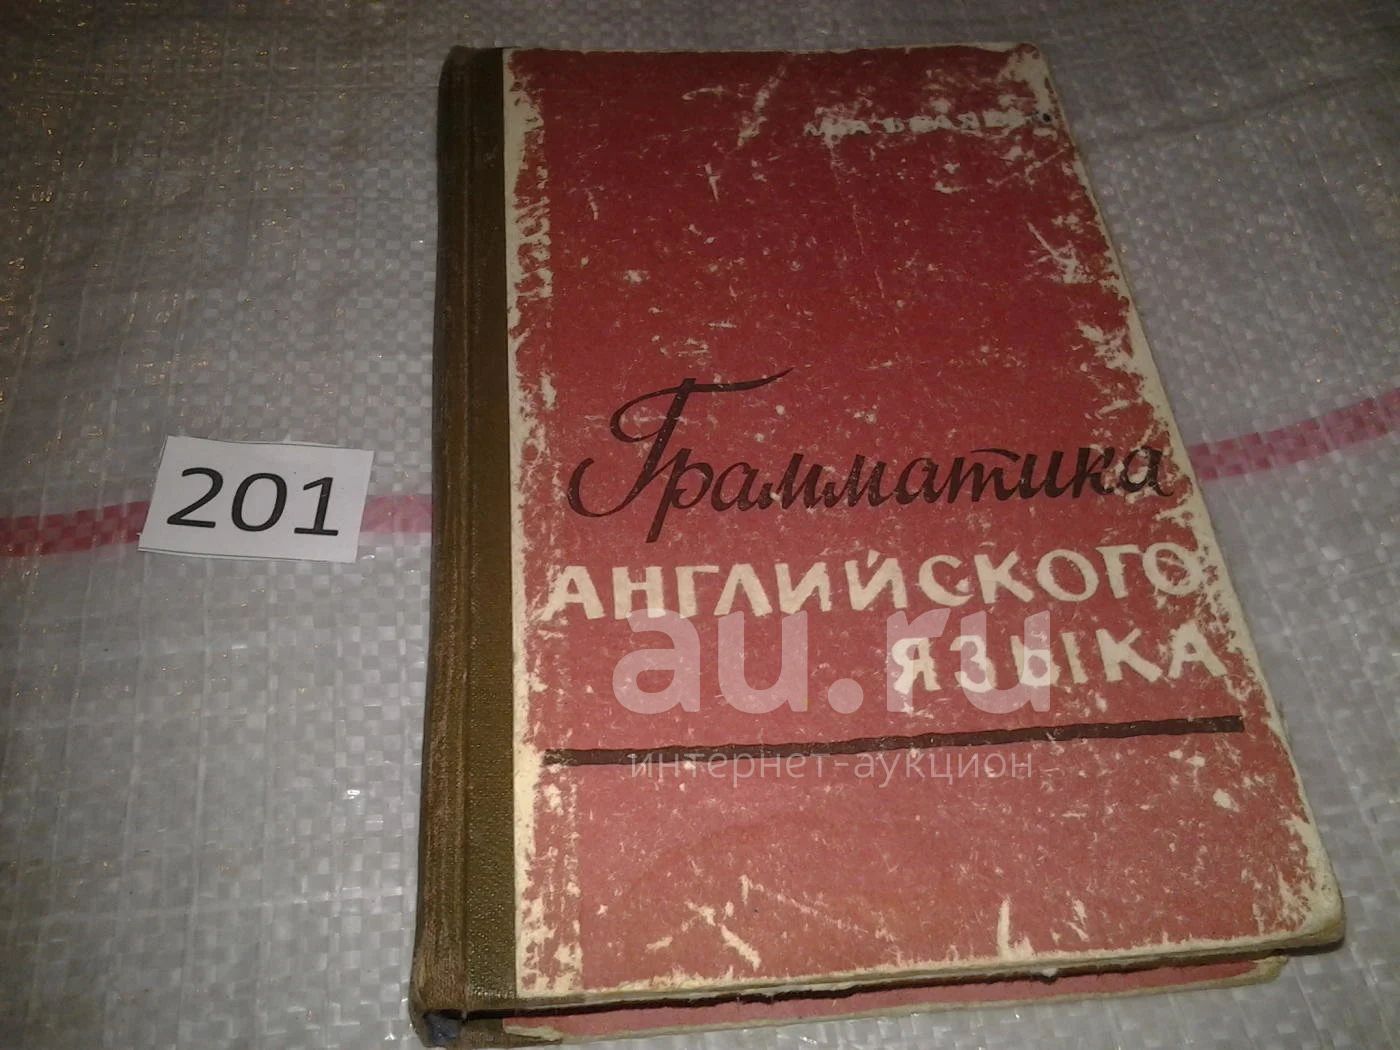 201
Грамматика
АНГЛИЙСКОГО
ЯЗЫКА
au.ru
интернет-аукцион